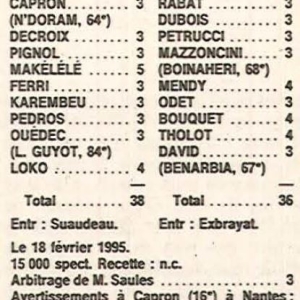 CAPRON 3 RABAT 3
(N'DORAM, 64°) DUBOIS 3
DECROIX 3 PETRUCCI 3
PIGNOL 3 MAZZONCINI 3
MAKÉLÉLÉ 5 (BOINAHERI, 68°)
FERRI 3 MENDY 4
KAREMBEU 3 ODET 3
PEDROS 3 BOUQUET 4
OUÉDEC 3 THOLOT 4
(L. GUYOT, 84°) DAVID 3
LOKO 4 (BENARBIA, 67°)
Total 38 Total 36
Entr : Suaudeau. Entr : Exbrayat.
Le 18 février 1995.
15 000 spect. Recette : n.c.
Arbitrage de M. Saules 3
Avertissements à Capron (16°) à Nantes ;